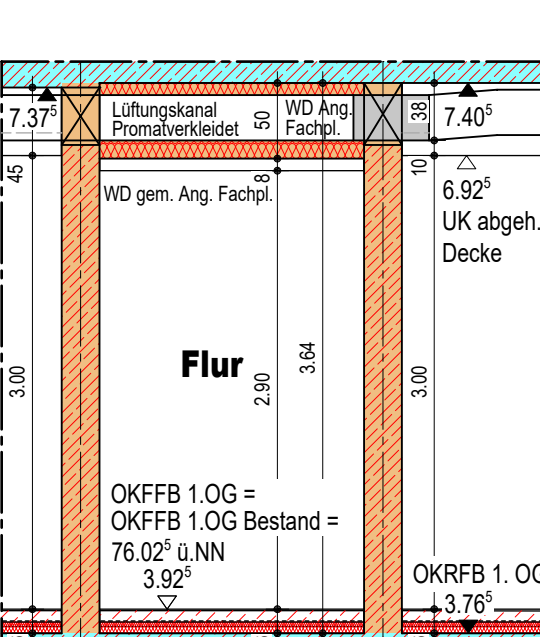 7.37⁵
Lüftungskanal
Promatverkleidet
50
WD Ang.
Fachpl.
38
7.40⁵
45
8
10
WD gem. Ang. Fachpl.
6.92⁵
UK abgeh.
Decke
3.00
Flur
2.90
3.64
3.00
OKFFB 1.OG =
OKFFB 1.OG Bestand =
76.02⁵ ü.NN
3.92⁵
OKRFB 1. OG
3.76⁵